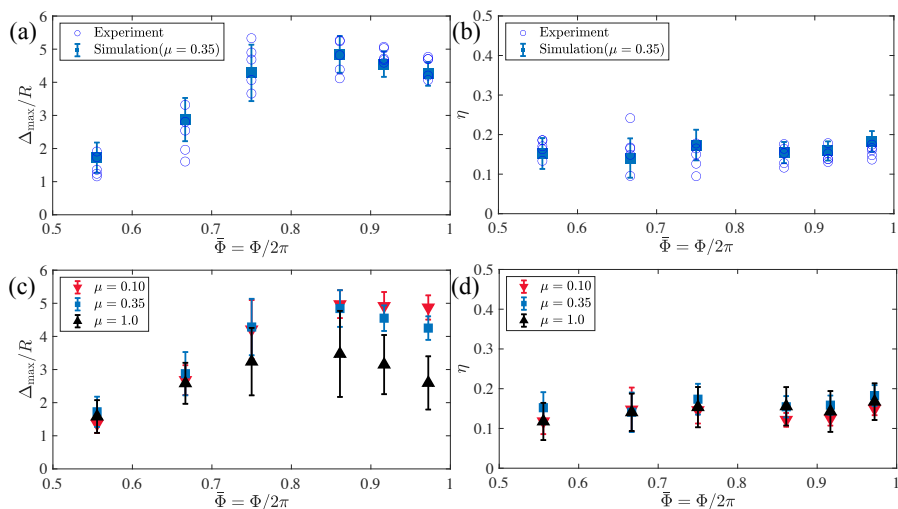 (a)
6
5
4
3
2
1
0
Δmax/R
Experiment
Simulation(μ = 0.35)
0.5 0.6 0.7 0.8 0.9 1
Φ̄ = Φ/2π
(b)
0.5
0.4
0.3
0.2
0.1
0
η
Experiment
Simulation(μ = 0.35)
0.5 0.6 0.7 0.8 0.9 1
Φ̄ = Φ/2π
(c)
6
5
4
3
2
1
0
Δmax/R
μ = 0.10
μ = 0.35
μ = 1.0
0.5 0.6 0.7 0.8 0.9 1
Φ̄ = Φ/2π
(d)
0.5
0.4
0.3
0.2
0.1
0
η
μ = 0.10
μ = 0.35
μ = 1.0
0.5 0.6 0.7 0.8 0.9 1
Φ̄ = Φ/2π